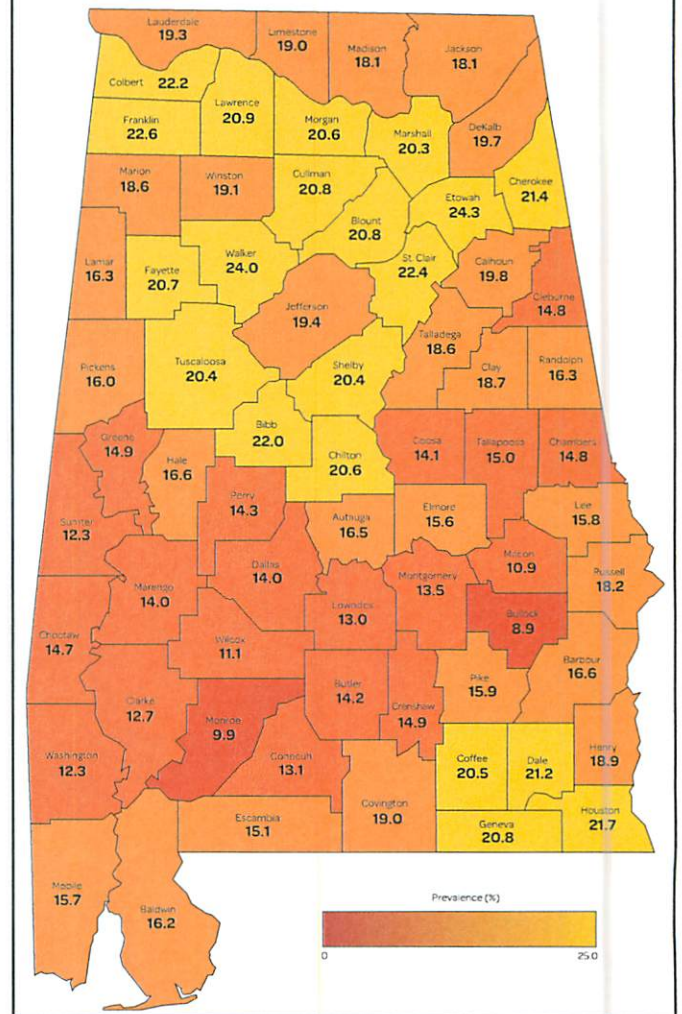 Lauderdale
19.3
Limestone
19.0
Madison
18.1
Jackson
18.1
Colbert 22.2
Lawrence
20.9
Franklin
22.6
Morgan
20.6
Marshall
20.3
DeKalb
19.7
Marion
18.6
Winston
19.1
Cullman
20.8
Cherokee
21.4
Etowah
24.3
Blount
20.8
Lamar
16.3
Fayette
20.7
Walker
24.0
St. Clair
22.4
Calhoun
19.8
Cleburne
14.8
Jefferson
19.4
Talladega
18.6
Pickens
16.0
Tuscaloosa
20.4
Shelby
20.4
Clay
18.7
Randolph
16.3
Bibb
22.0
Greene
14.9
Hale
16.6
Chilton
20.6
Coosa
14.1
Tallapoosa
15.0
Chambers
14.8
Perry
14.3
Sumter
12.3
Autauga
16.5
Elmore
15.6
Lee
15.8
Dallas
14.0
Marengo
14.0
Montgomery
13.5
Macon
10.9
Russell
18.2
Lowndes
13.0
Bullock
8.9
Choctaw
14.7
Wilcox
11.1
Barbour
16.6
Clarke
12.7
Monroe
9.9
Butler
14.2
Crenshaw
14.9
Pike
15.9
Washington
12.3
Conecuh
13.1
Coffee
20.5
Dale
21.2
Henry
18.9
Escambia
15.1
Covington
19.0
Geneva
20.8
Houston
21.7
Mobile
15.7
Baldwin
16.2
Prevalence (%)
0
25.0